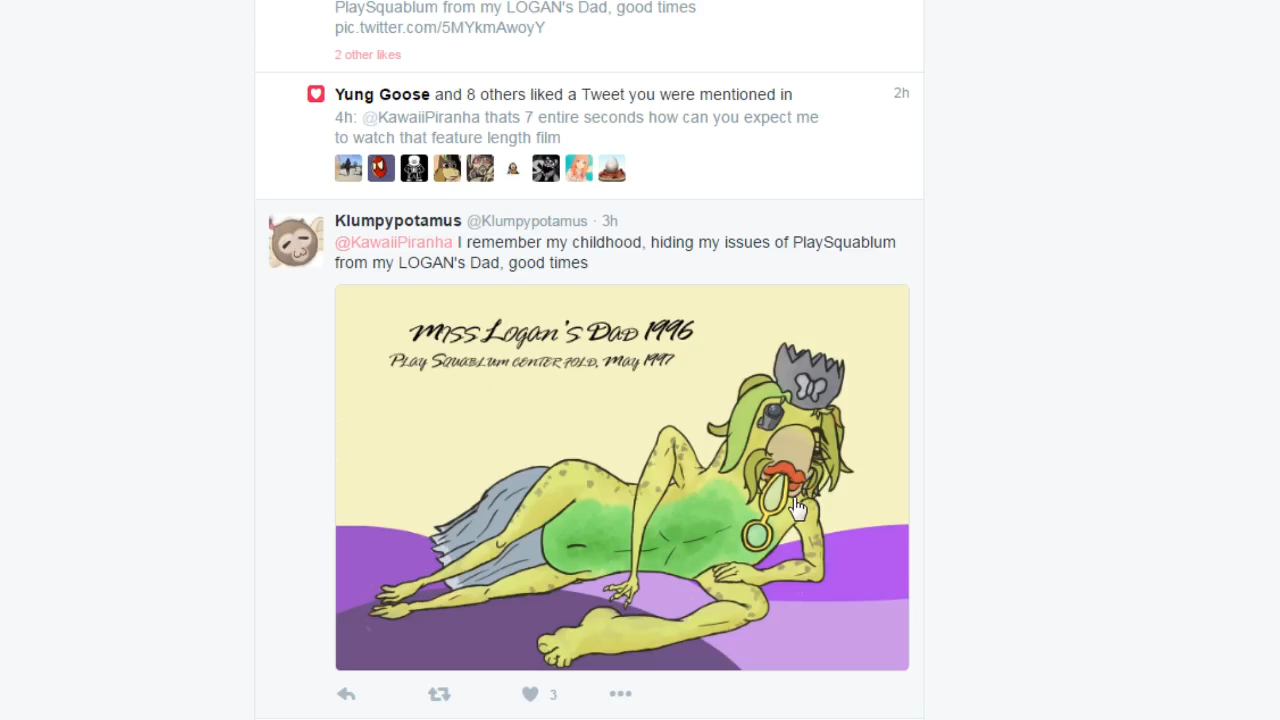 PlaySquablum from my LOGAN's Dad, good times
pic.twitter.com/5MYkmAwoyY
2 other likes
Yung Goose and 8 others liked a Tweet you were mentioned in
2h
4h: @KawaiiPiranha thats 7 entire seconds how can you expect me
to watch that feature length film
Klumpypotamus @Klumpypotamus · 3h
@KawaiiPiranha I remember my childhood, hiding my issues of PlaySquablum
from my LOGAN's Dad, good times
Miss Logan's Dad 1996
Play Squablum centerfold, May 1997
3